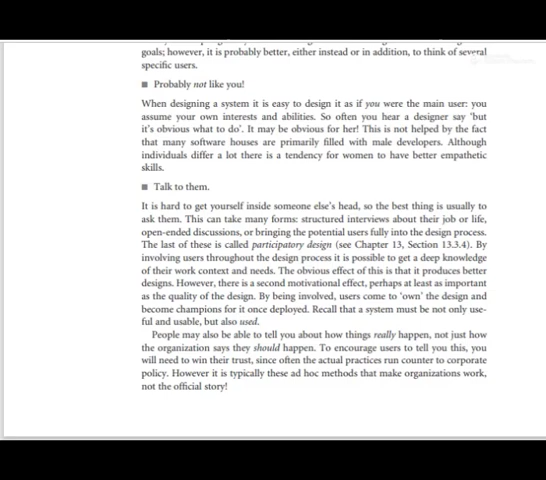 goals; however, it is probably better, either instead or in addition, to think of several
specific users.
■ Probably not like you!
When designing a system it is easy to design it as if you were the main user: you
assume your own interests and abilities. So often you hear a designer say ‘but
it’s obvious what to do’. It may be obvious for her! This is not helped by the fact
that many software houses are primarily filled with male developers. Although
individuals differ a lot there is a tendency for women to have better empathetic
skills.
■ Talk to them.
It is hard to get yourself inside someone else’s head, so the best thing is usually to
ask them. This can take many forms: structured interviews about their job or life,
open-ended discussions, or bringing the potential users fully into the design process.
The last of these is called participatory design (see Chapter 13, Section 13.3.4). By
involving users throughout the design process it is possible to get a deep knowledge
of their work context and needs. The obvious effect of this is that it produces better
designs. However, there is a second motivational effect, perhaps at least as important
as the quality of the design. By being involved, users come to ‘own’ the design and
become champions for it once deployed. Recall that a system must be not only use-
ful and usable, but also used.
People may also be able to tell you about how things really happen, not just how
the organization says they should happen. To encourage users to tell you this, you
will need to win their trust, since often the actual practices run counter to corporate
policy. However it is typically these ad hoc methods that make organizations work,
not the official story!